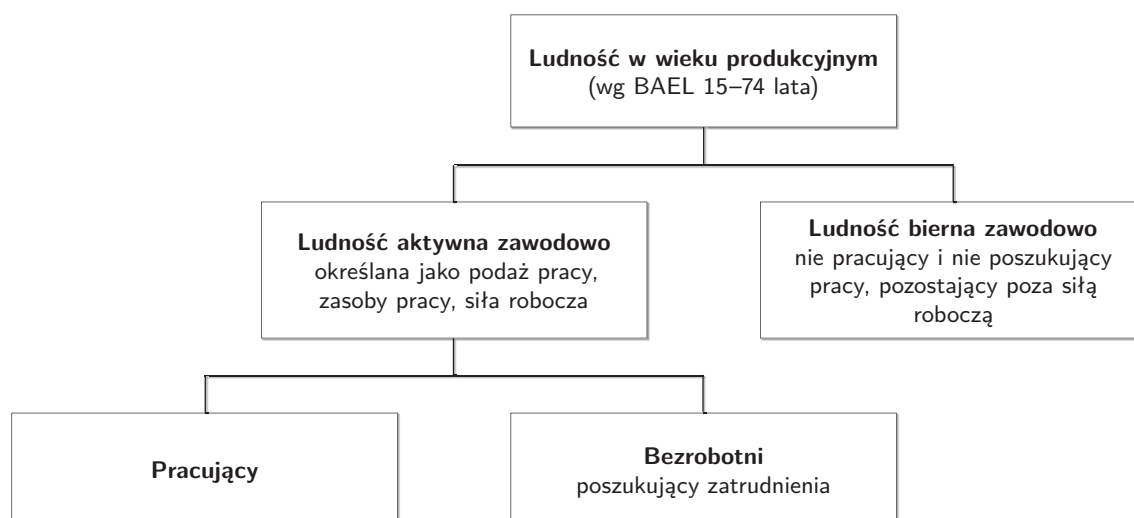 Ludność w wieku produkcyjnym
(wg BAEL 15–74 lata)
Ludność aktywna zawodowo
określana jako podaż pracy,
zasoby pracy, siła robocza
Ludność bierna zawodowo
nie pracujący i nie poszukujący
pracy, pozostający poza siłą
roboczą
Pracujący
Bezrobotni
poszukujący zatrudnienia